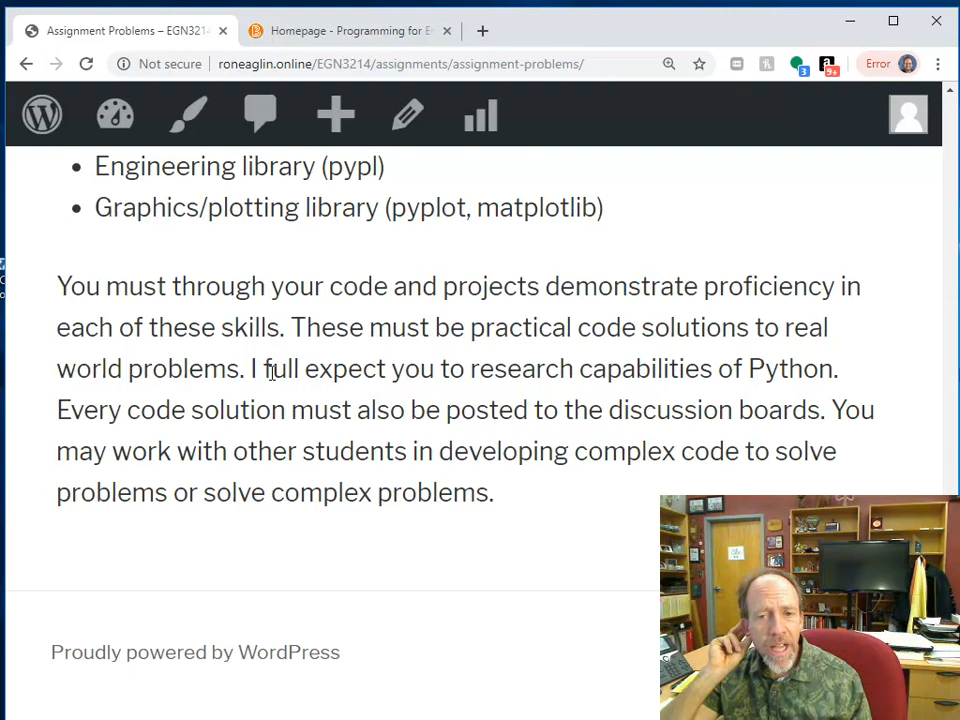 Assignment Problems – EGN3214
Homepage - Programming for E
Not secure
roneaglin.online/EGN3214/assignments/assignment-problems/
3
9+
Error
• Engineering library (pypl)
• Graphics/plotting library (pyplot, matplotlib)
You must through your code and projects demonstrate proficiency in
each of these skills. These must be practical code solutions to real
world problems. I full expect you to research capabilities of Python.
Every code solution must also be posted to the discussion boards. You
may work with other students in developing complex code to solve
problems or solve complex problems.
Proudly powered by WordPress